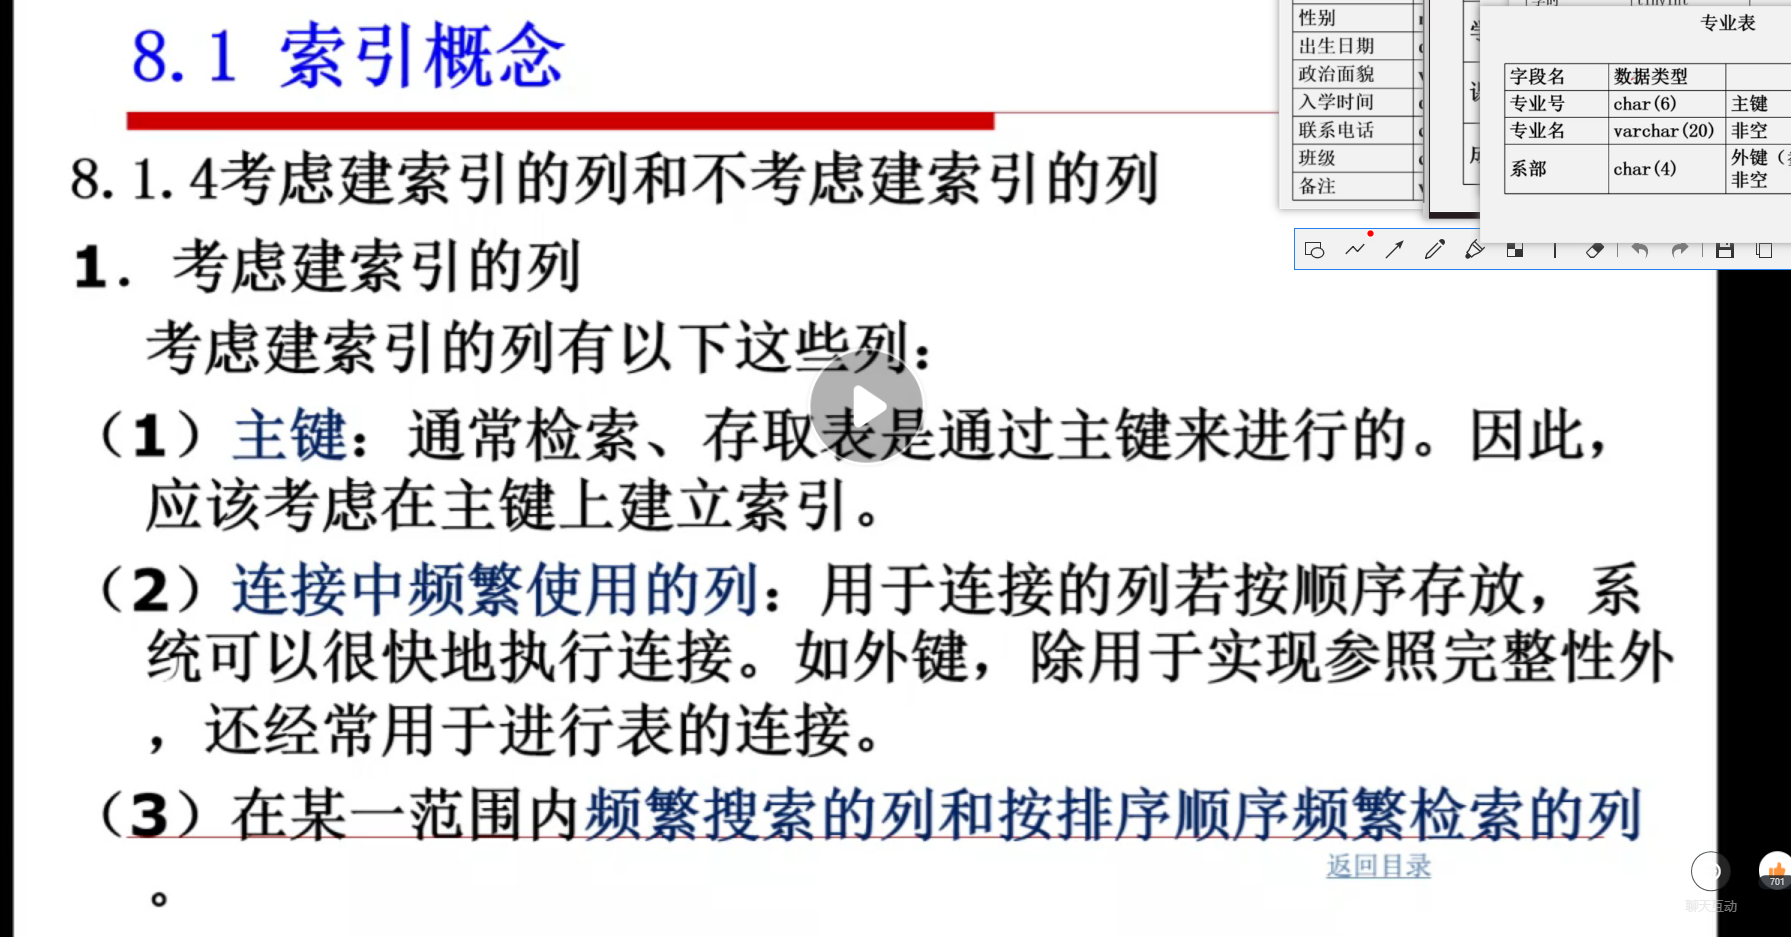 8.1 索引概念
8.1.4考虑建索引的列和不考虑建索引的列
1. 考虑建索引的列
考虑建索引的列有以下这些列：
（1）主键：通常检索、存取表是通过主键来进行的。因此，
应该考虑在主键上建立索引。
（2）连接中频繁使用的列：用于连接的列若按顺序存放，系
统可以很快地执行连接。如外键，除用于实现参照完整性外
，还经常用于进行表的连接。
（3）在某一范围内频繁搜索的列和按排序顺序频繁检索的列
。
返回目录
性别
出生日期
政治面貌
入学时间
联系电话
班级
备注
专业表
字段名 数据类型
专业号 char(6) 主键
专业名 varchar(20) 非空
系部 char(4) 外键（
非空
701
聊天互动